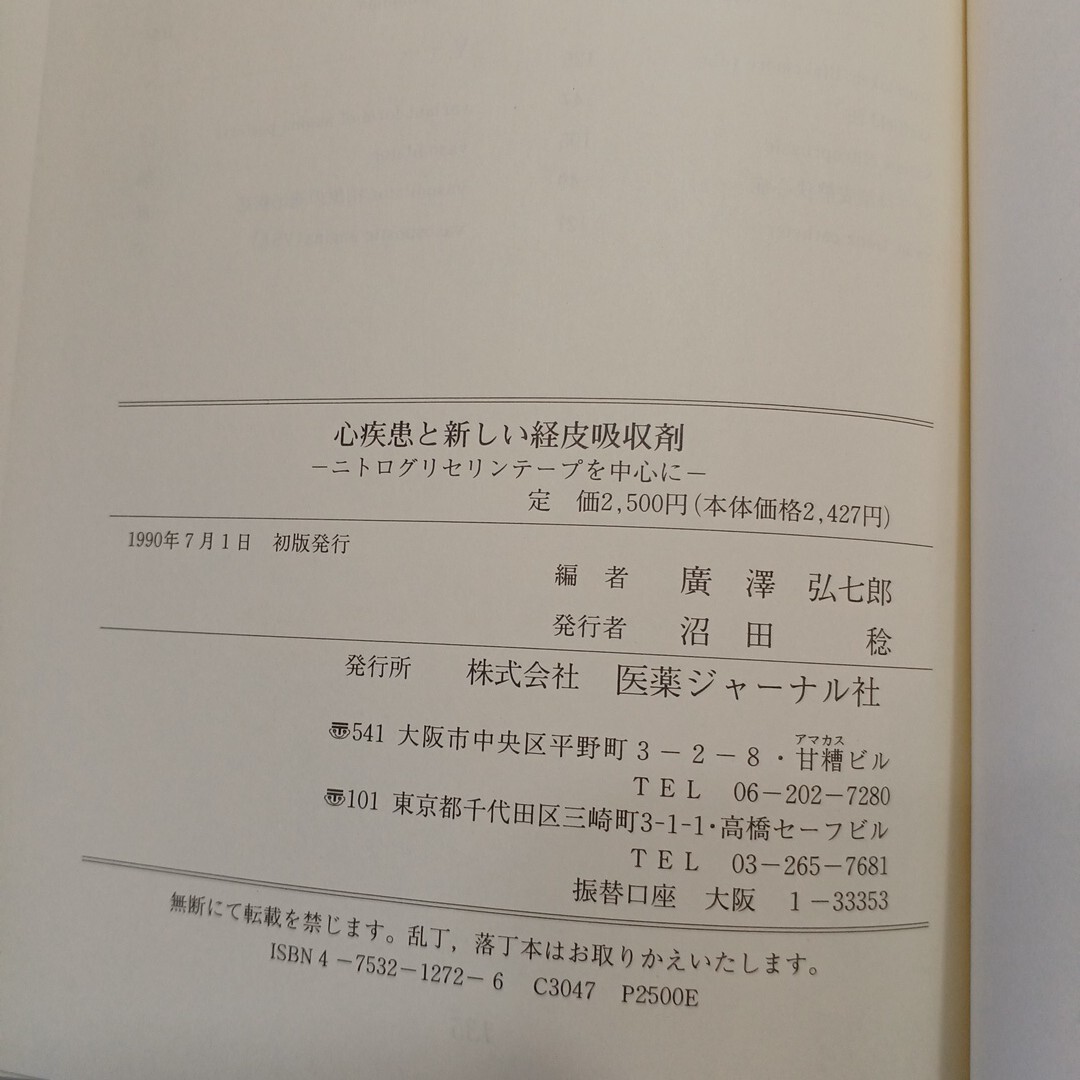 心疾患と新しい経皮吸収剤
−ニトログリセリンテープを中心に−
定　価2,500円(本体価格2,427円)
1990年7月1日　初版発行
編　者　廣　澤　弘七郎
発行者　沼　田　　稔
発行所　株式会社　医薬ジャーナル社
〠541 大阪市中央区平野町3−2−8・甘糟ビル
アマカス
TEL　06−202−7280
〠101 東京都千代田区三崎町3-1-1・高橋セーフビル
TEL　03−265−7681
振替口座　大阪　1−33353
無断にて転載を禁じます。乱丁，落丁本はお取りかえいたします。
ISBN4−7532−1272−6　C3047　P2500E